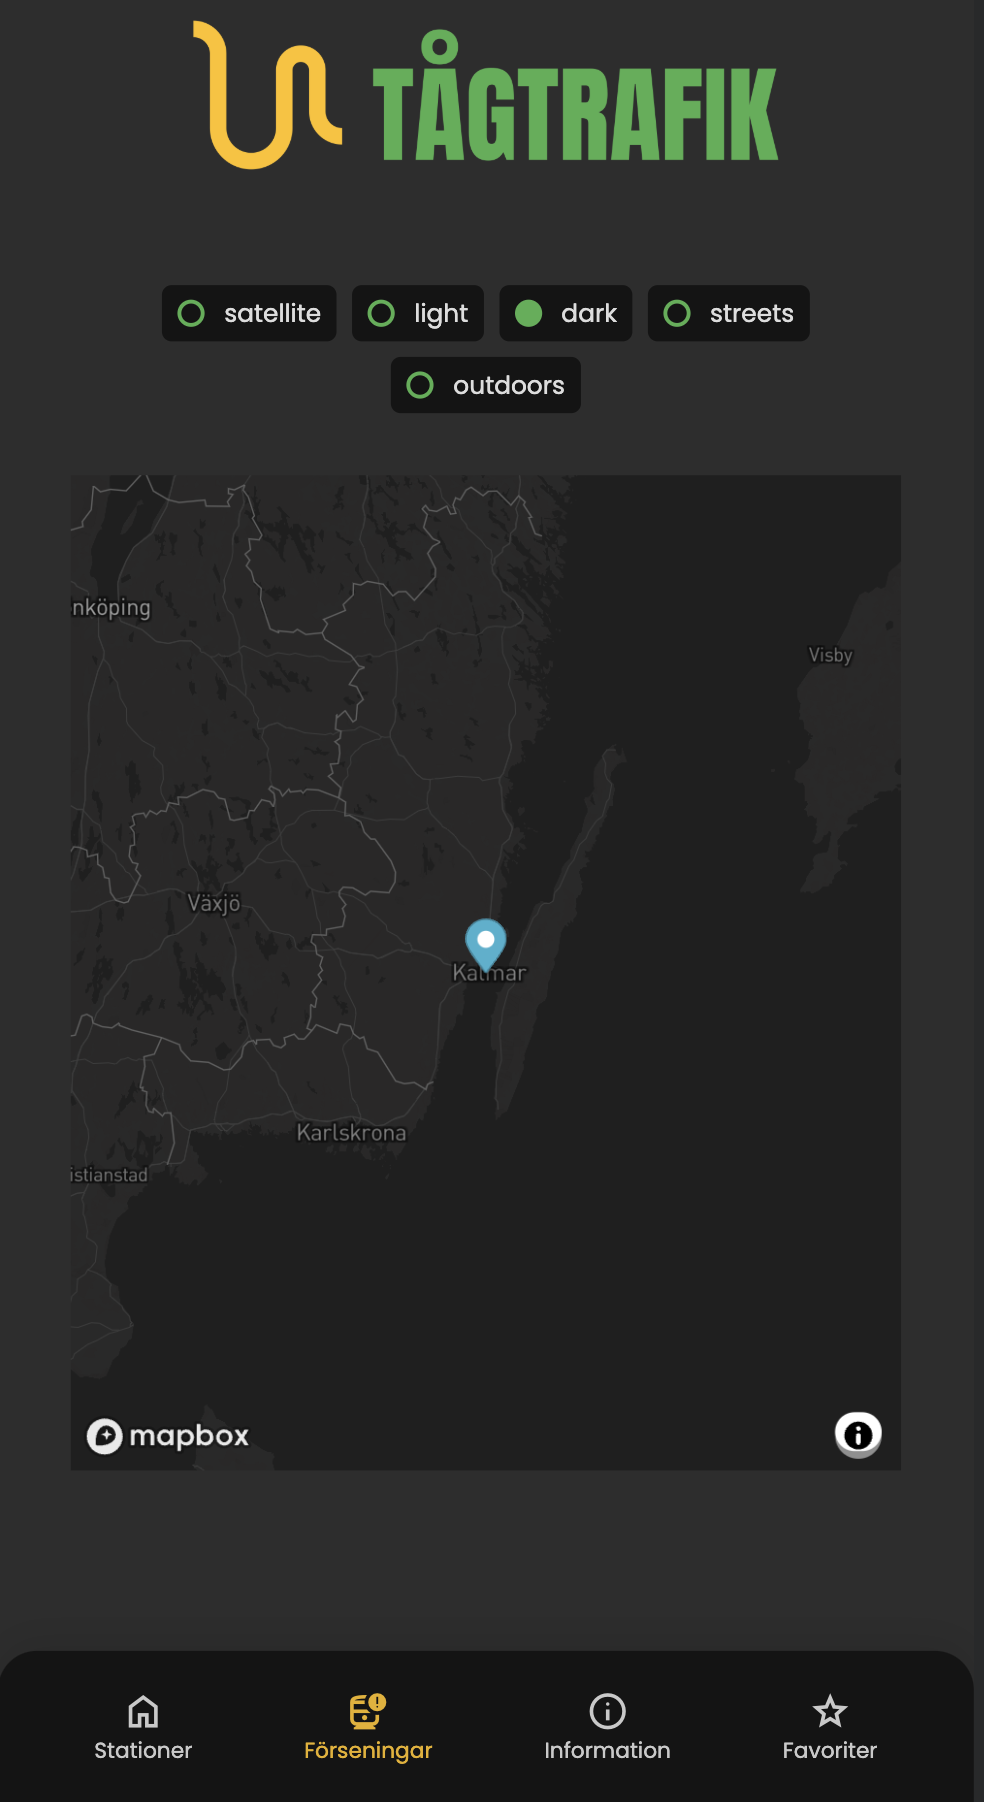 TÅGTRAFIK
satellite light dark streets
outdoors
nköping
Visby
Växjö
Kalmar
Karlskrona
istianstad
mapbox
Stationer Förseningar Information Favoriter